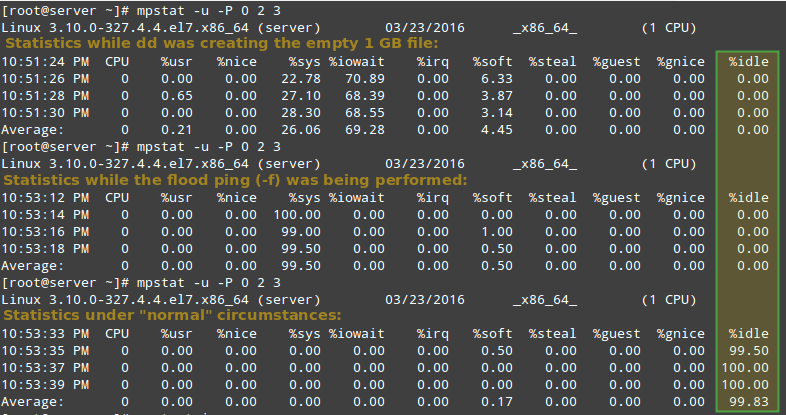 [root@server ~]# mpstat -u -P 0 2 3
Linux 3.10.0-327.4.4.el7.x86_64 (server) 03/23/2016 _x86_64_ (1 CPU)
Statistics while dd was creating the empty 1 GB file:
10:51:24 PM CPU %usr %nice %sys %iowait %irq %soft %steal %guest %gnice %idle
10:51:26 PM 0 0.00 0.00 22.78 70.89 0.00 6.33 0.00 0.00 0.00 0.00
10:51:28 PM 0 0.65 0.00 27.10 68.39 0.00 3.87 0.00 0.00 0.00 0.00
10:51:30 PM 0 0.00 0.00 28.30 68.55 0.00 3.14 0.00 0.00 0.00 0.00
Average: 0 0.21 0.00 26.06 69.28 0.00 4.45 0.00 0.00 0.00 0.00
[root@server ~]# mpstat -u -P 0 2 3
Linux 3.10.0-327.4.4.el7.x86_64 (server) 03/23/2016 _x86_64_ (1 CPU)
Statistics while the flood ping (-f) was being performed:
10:53:12 PM CPU %usr %nice %sys %iowait %irq %soft %steal %guest %gnice %idle
10:53:14 PM 0 0.00 0.00 100.00 0.00 0.00 0.00 0.00 0.00 0.00 0.00
10:53:16 PM 0 0.00 0.00 99.00 0.00 0.00 1.00 0.00 0.00 0.00 0.00
10:53:18 PM 0 0.00 0.00 99.50 0.00 0.00 0.50 0.00 0.00 0.00 0.00
Average: 0 0.00 0.00 99.50 0.00 0.00 0.50 0.00 0.00 0.00 0.00
[root@server ~]# mpstat -u -P 0 2 3
Linux 3.10.0-327.4.4.el7.x86_64 (server) 03/23/2016 _x86_64_ (1 CPU)
Statistics under "normal" circumstances:
10:53:33 PM CPU %usr %nice %sys %iowait %irq %soft %steal %guest %gnice %idle
10:53:35 PM 0 0.00 0.00 0.00 0.00 0.00 0.50 0.00 0.00 0.00 99.50
10:53:37 PM 0 0.00 0.00 0.00 0.00 0.00 0.00 0.00 0.00 0.00 100.00
10:53:39 PM 0 0.00 0.00 0.00 0.00 0.00 0.00 0.00 0.00 0.00 100.00
Average: 0 0.00 0.00 0.00 0.00 0.00 0.17 0.00 0.00 0.00 99.83